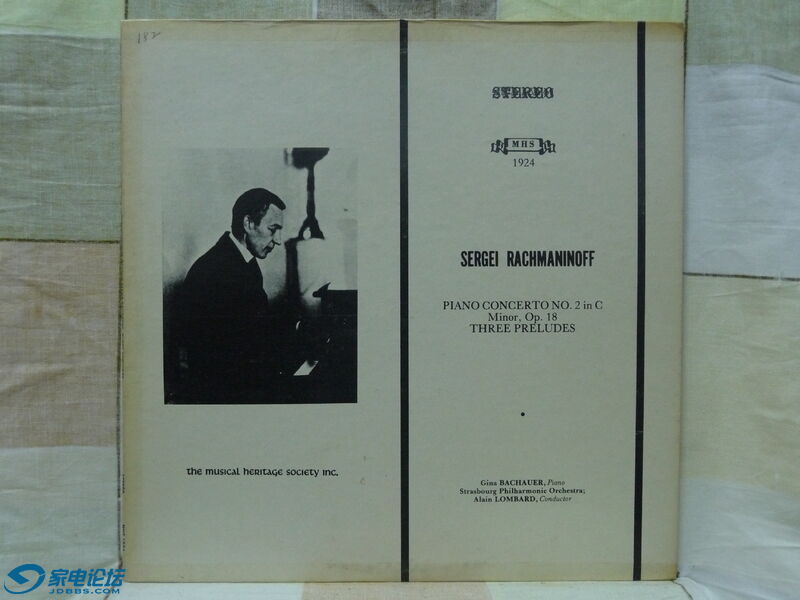 182
STEREO
MHS
1924
SERGEI RACHMANINOFF
PIANO CONCERTO NO. 2 in C
Minor, Op. 18
THREE PRELUDES
the musical heritage society inc.
Gina BACHAUER, Piano
Strasbourg Philharmonic Orchestra;
Alain LOMBARD, Conductor
家电论坛
JDBBS.COM